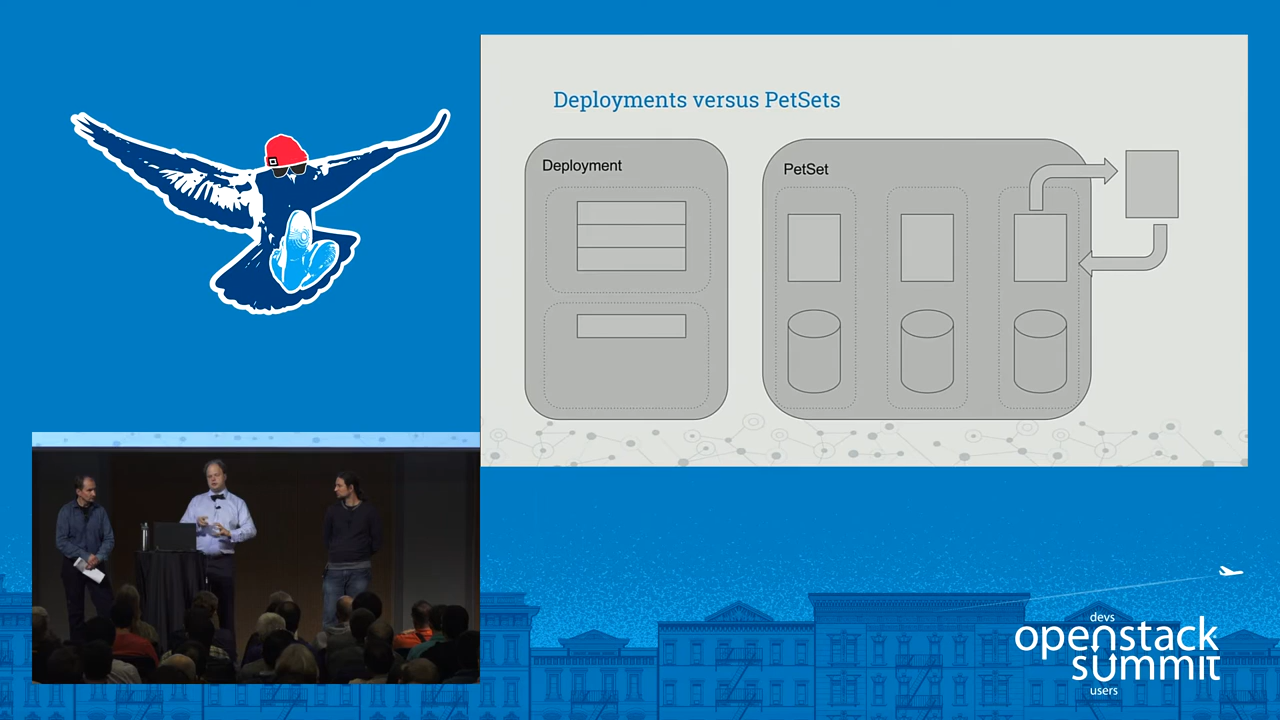 Deployments versus PetSets
Deployment
PetSet
devs
openstack
summit
users